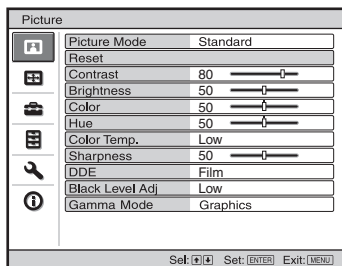 Picture
Picture Mode Standard
Reset
Contrast 80
Brightness 50
Color 50
Hue 50
Color Temp. Low
Sharpness 50
DDE Film
Black Level Adj Low
Gamma Mode Graphics
Sel: Set: ENTER Exit: MENU